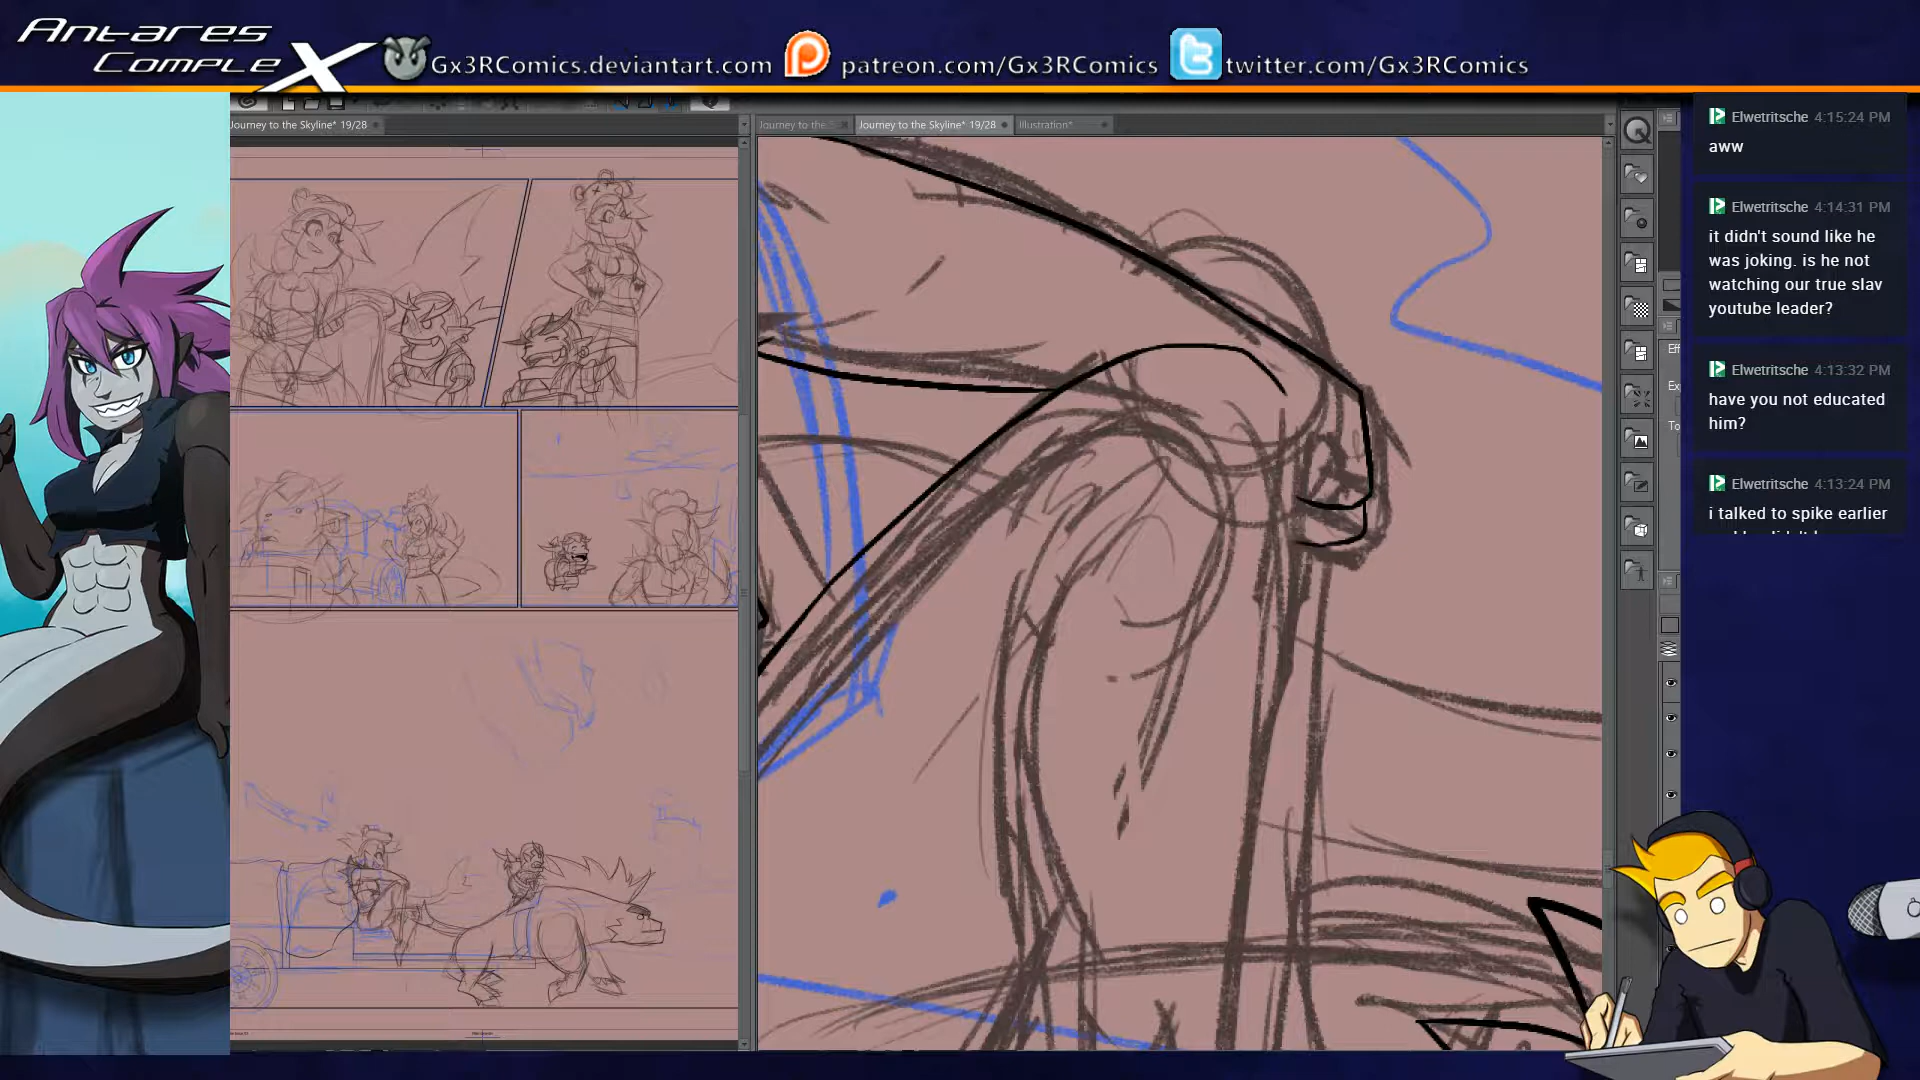 Antares
CompleX
Gx3RComics.deviantart.com
patreon.com/Gx3RComics
twitter.com/Gx3RComics
Journey to the Skyline* 19/28
Journey to the
Journey to the Skyline* 19/28
Illustration*
Elwetritsche 4:15:24 PM
aww
Elwetritsche 4:14:31 PM
it didn't sound like he
was joking. is he not
watching our true slav
youtube leader?
Elwetritsche 4:13:32 PM
have you not educated
him?
Elwetritsche 4:13:24 PM
i talked to spike earlier